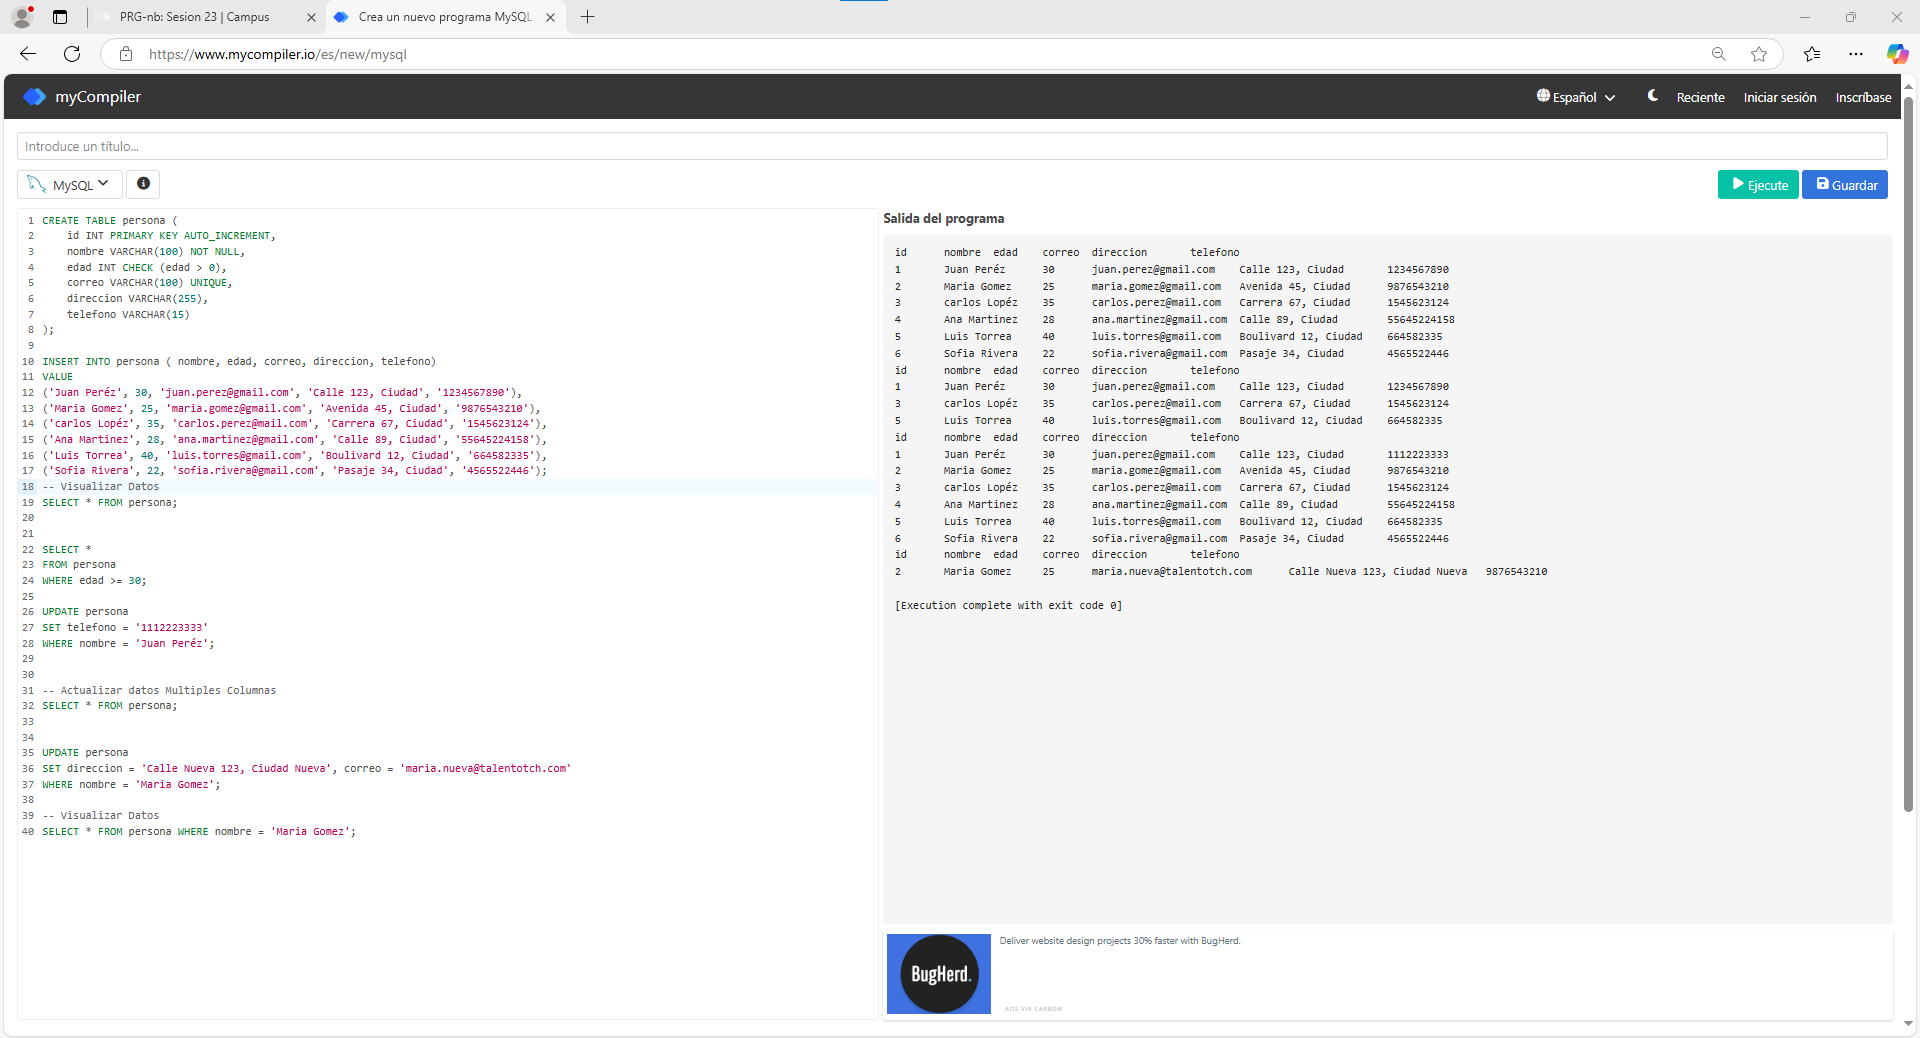 PRG-nb: Sesion 23 | Campus
Crea un nuevo programa MySQL
https://www.mycompiler.io/es/new/mysql
myCompiler
Español
Reciente
Iniciar sesión
Inscríbase
Introduce un título...
MySQL
Ejecute
Guardar
1 CREATE TABLE persona (
2 id INT PRIMARY KEY AUTO_INCREMENT,
3 nombre VARCHAR(100) NOT NULL,
4 edad INT CHECK (edad > 0),
5 correo VARCHAR(100) UNIQUE,
6 direccion VARCHAR(255),
7 telefono VARCHAR(15)
8 );
9
10 INSERT INTO persona ( nombre, edad, correo, direccion, telefono)
11 VALUE
12 ('Juan Peréz', 30, 'juan.perez@gmail.com', 'Calle 123, Ciudad', '1234567890'),
13 ('Maria Gomez', 25, 'maria.gomez@gmail.com', 'Avenida 45, Ciudad', '9876543210'),
14 ('carlos Lopéz', 35, 'carlos.perez@mail.com', 'Carrera 67, Ciudad', '1545623124'),
15 ('Ana Martinez', 28, 'ana.martinez@gmail.com', 'Calle 89, Ciudad', '55645224158'),
16 ('Luis Torrea', 40, 'luis.torres@gmail.com', 'Boulivard 12, Ciudad', '664582335'),
17 ('Sofia Rivera', 22, 'sofia.rivera@gmail.com', 'Pasaje 34, Ciudad', '4565522446');
18 -- Visualizar Datos
19 SELECT * FROM persona;
20
21
22 SELECT *
23 FROM persona
24 WHERE edad >= 30;
25
26 UPDATE persona
27 SET telefono = '1112223333'
28 WHERE nombre = 'Juan Peréz';
29
30
31 -- Actualizar datos Multiples Columnas
32 SELECT * FROM persona;
33
34
35 UPDATE persona
36 SET direccion = 'Calle Nueva 123, Ciudad Nueva', correo = 'maria.nueva@talentotch.com'
37 WHERE nombre = 'Maria Gomez';
38
39 -- Visualizar Datos
40 SELECT * FROM persona WHERE nombre = 'Maria Gomez';
Salida del programa
id nombre edad correo direccion telefono
1 Juan Peréz 30 juan.perez@gmail.com Calle 123, Ciudad 1234567890
2 Maria Gomez 25 maria.gomez@gmail.com Avenida 45, Ciudad 9876543210
3 carlos Lopéz 35 carlos.perez@mail.com Carrera 67, Ciudad 1545623124
4 Ana Martinez 28 ana.martinez@gmail.com Calle 89, Ciudad 55645224158
5 Luis Torrea 40 luis.torres@gmail.com Boulivard 12, Ciudad 664582335
6 Sofia Rivera 22 sofia.rivera@gmail.com Pasaje 34, Ciudad 4565522446
id nombre edad correo direccion telefono
1 Juan Peréz 30 juan.perez@gmail.com Calle 123, Ciudad 1234567890
3 carlos Lopéz 35 carlos.perez@mail.com Carrera 67, Ciudad 1545623124
5 Luis Torrea 40 luis.torres@gmail.com Boulivard 12, Ciudad 664582335
id nombre edad correo direccion telefono
1 Juan Peréz 30 juan.perez@gmail.com Calle 123, Ciudad 1112223333
2 Maria Gomez 25 maria.gomez@gmail.com Avenida 45, Ciudad 9876543210
3 carlos Lopéz 35 carlos.perez@mail.com Carrera 67, Ciudad 1545623124
4 Ana Martinez 28 ana.martinez@gmail.com Calle 89, Ciudad 55645224158
5 Luis Torrea 40 luis.torres@gmail.com Boulivard 12, Ciudad 664582335
6 Sofia Rivera 22 sofia.rivera@gmail.com Pasaje 34, Ciudad 4565522446
id nombre edad correo direccion telefono
2 Maria Gomez 25 maria.nueva@talentotch.com Calle Nueva 123, Ciudad Nueva 9876543210
[Execution complete with exit code 0]
BugHerd.
Deliver website design projects 30% faster with BugHerd.
ADS VIA CARBON